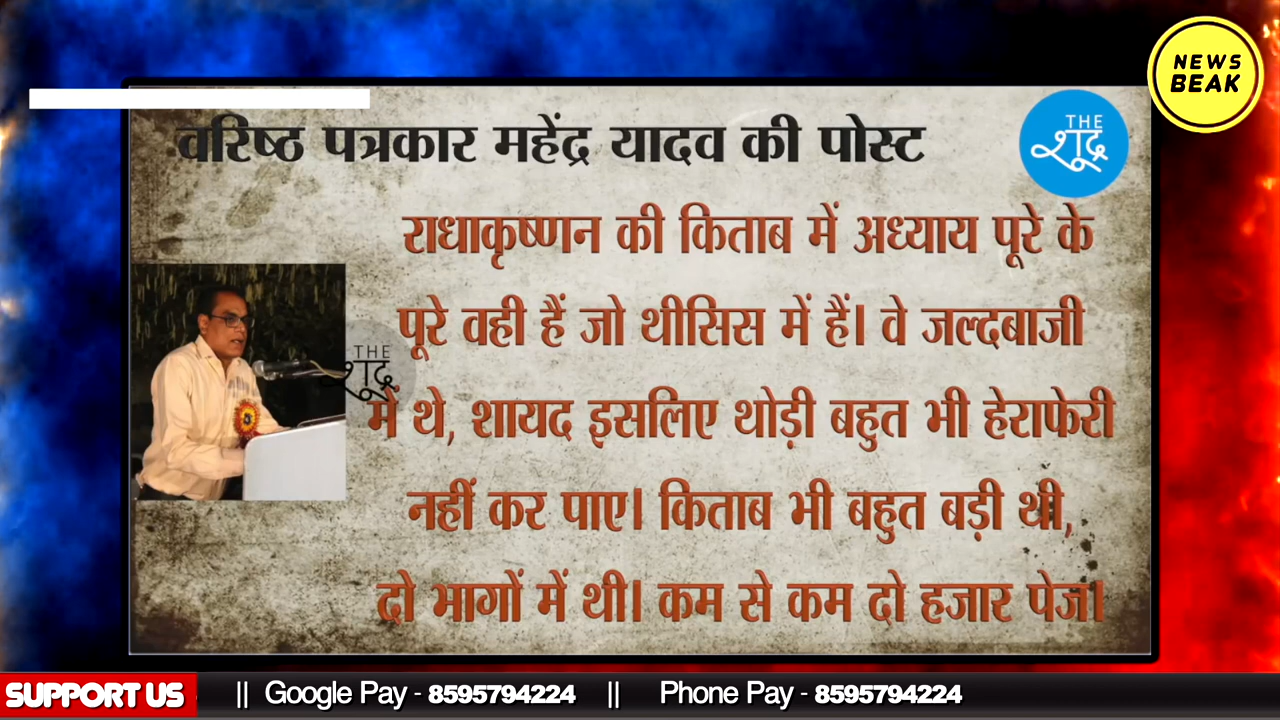 NEWS
BEAK
वरिष्ठ पत्रकार महेंद्र यादव की पोस्ट
THE
शूद्र
राधाकृष्णन की किताब में अध्याय पूरे के
पूरे वही हैं जो थीसिस में हैं। वे जल्दबाजी
THE
शूद्र
में थे, शायद इसलिए थोड़ी बहुत भी हेराफेरी
नहीं कर पाए। किताब भी बहुत बड़ी थी,
दो भागों में थी। कम से कम दो हजार पेज।
SUPPORT US || Google Pay - 8595794224 || Phone Pay - 8595794224